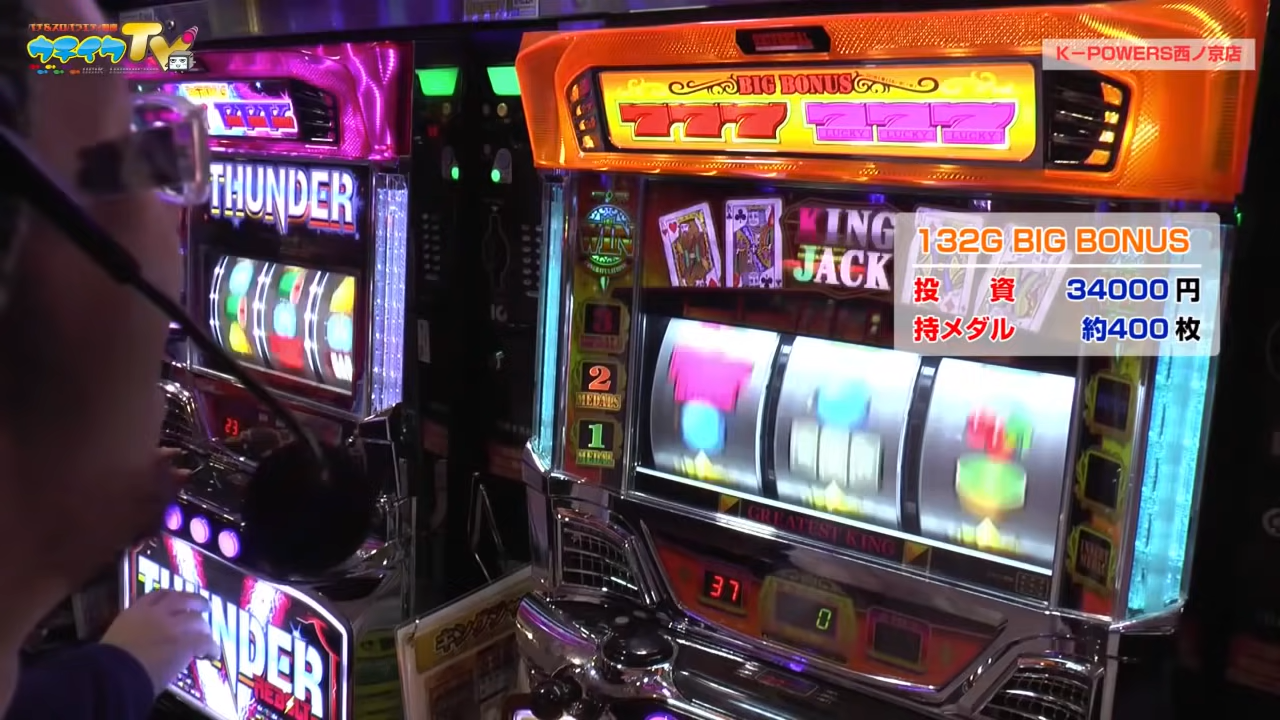 ウチイクTV
K-POWERS西ノ京店
UNIVERSAL
BIG BONUS
777 777
LUCKY LUCKY LUCKY
THUNDER
WIN
KING
JACK
132G BIG BONUS
投資 34000円
持メダル 約400枚
2
MEDALS
1
MEDAL
GREATEST KING
23
37
0
THUNDER